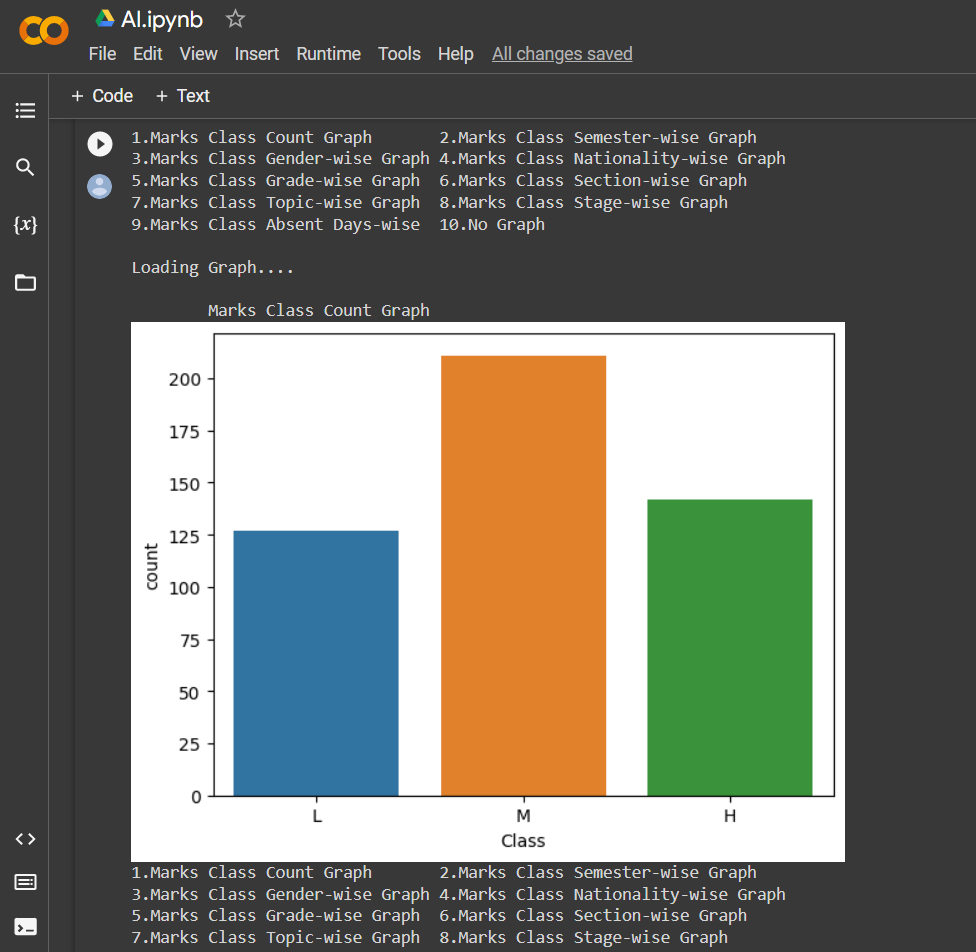 AI.ipynb
File Edit View Insert Runtime Tools Help All changes saved
+ Code + Text
{x}
1.Marks Class Count Graph 2.Marks Class Semester-wise Graph
3.Marks Class Gender-wise Graph 4.Marks Class Nationality-wise Graph
5.Marks Class Grade-wise Graph 6.Marks Class Section-wise Graph
7.Marks Class Topic-wise Graph 8.Marks Class Stage-wise Graph
9.Marks Class Absent Days-wise 10.No Graph
Loading Graph....
Marks Class Count Graph
200
175
150
125
100
75
50
25
0
count
L M H
Class
1.Marks Class Count Graph 2.Marks Class Semester-wise Graph
3.Marks Class Gender-wise Graph 4.Marks Class Nationality-wise Graph
5.Marks Class Grade-wise Graph 6.Marks Class Section-wise Graph
7.Marks Class Topic-wise Graph 8.Marks Class Stage-wise Graph